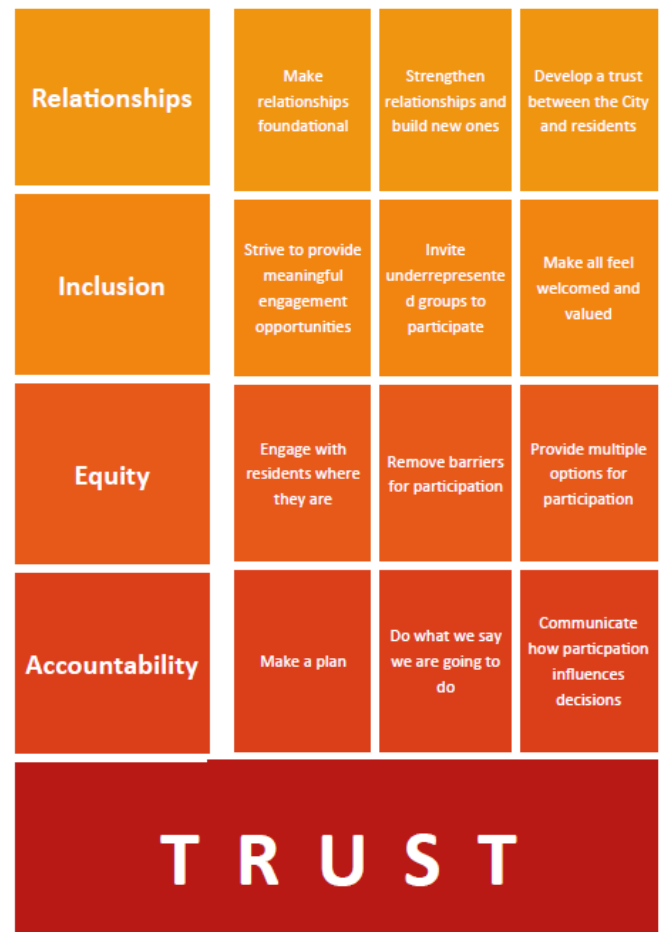 Relationships
Make
relationships
foundational
Strengthen
relationships and
build new ones
Develop a trust
between the City
and residents
Inclusion
Strive to provide
meaningful
engagement
opportunities
Invite
underrepresente
d groups to
participate
Make all feel
welcomed and
valued
Equity
Engage with
residents where
they are
Remove barriers
for participation
Provide multiple
options for
participation
Accountability
Make a plan
Do what we say
we are going to
do
Communicate
how particpation
influences
decisions
TRUST